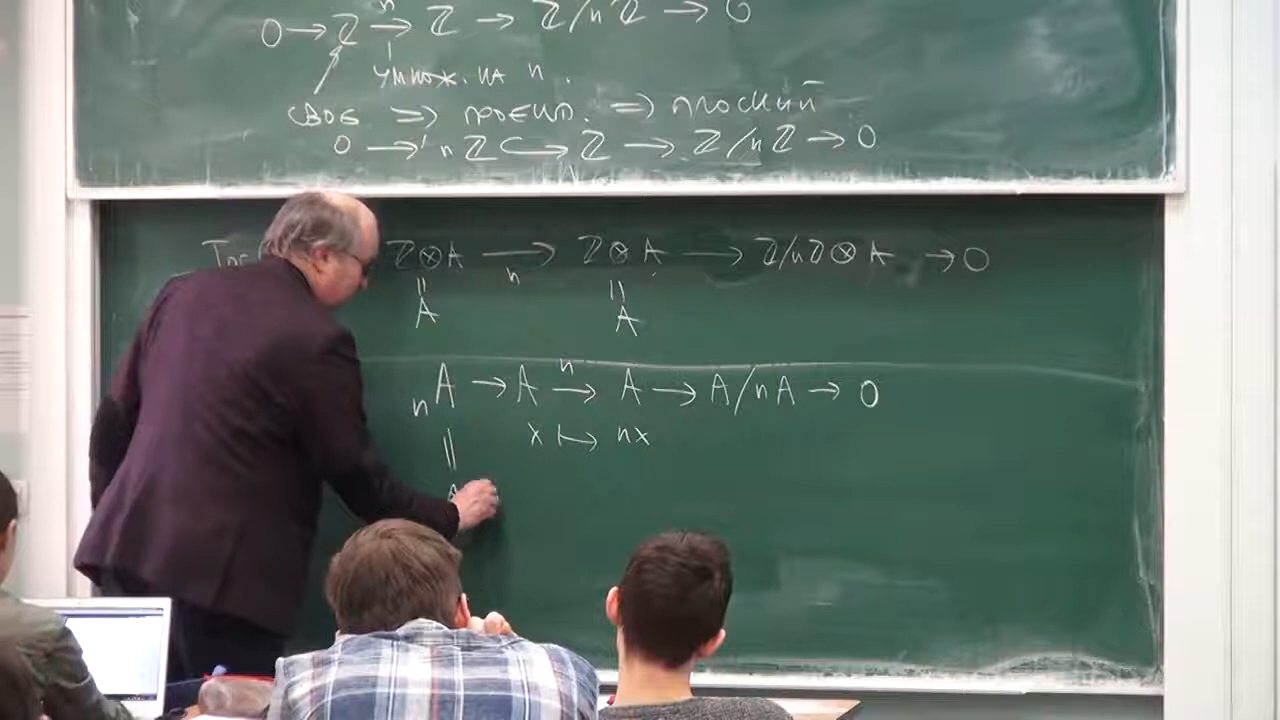 0 → ℤ →ⁿ ℤ → ℤ/nℤ → 0
умнож. на n.
своб ⇒ проект. ⇒ плоский
0 → nℤ ↪ ℤ → ℤ/nℤ → 0
ℤ⊗A →ₙ ℤ⊗A → ℤ/nℤ⊗A → 0
‖ ‖
A A
ₙA → A →ⁿ A → A/nA → 0
‖ x ↦ nx